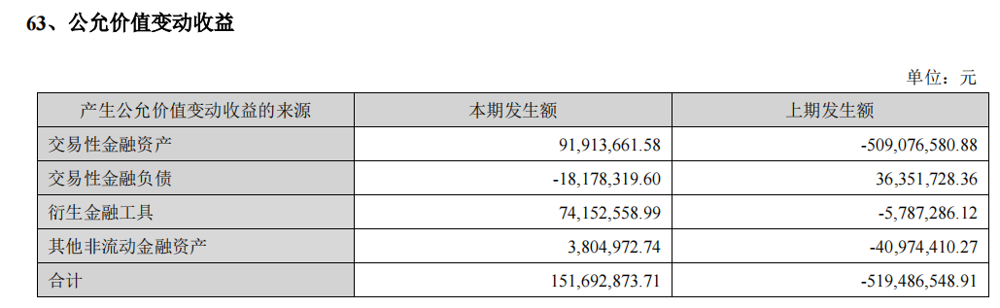 63、公允价值变动收益
单位：元
产生公允价值变动收益的来源 本期发生额 上期发生额
交易性金融资产 91,913,661.58 -509,076,580.88
交易性金融负债 -18,178,319.60 36,351,728.36
衍生金融工具 74,152,558.99 -5,787,286.12
其他非流动金融资产 3,804,972.74 -40,974,410.27
合计 151,692,873.71 -519,486,548.91